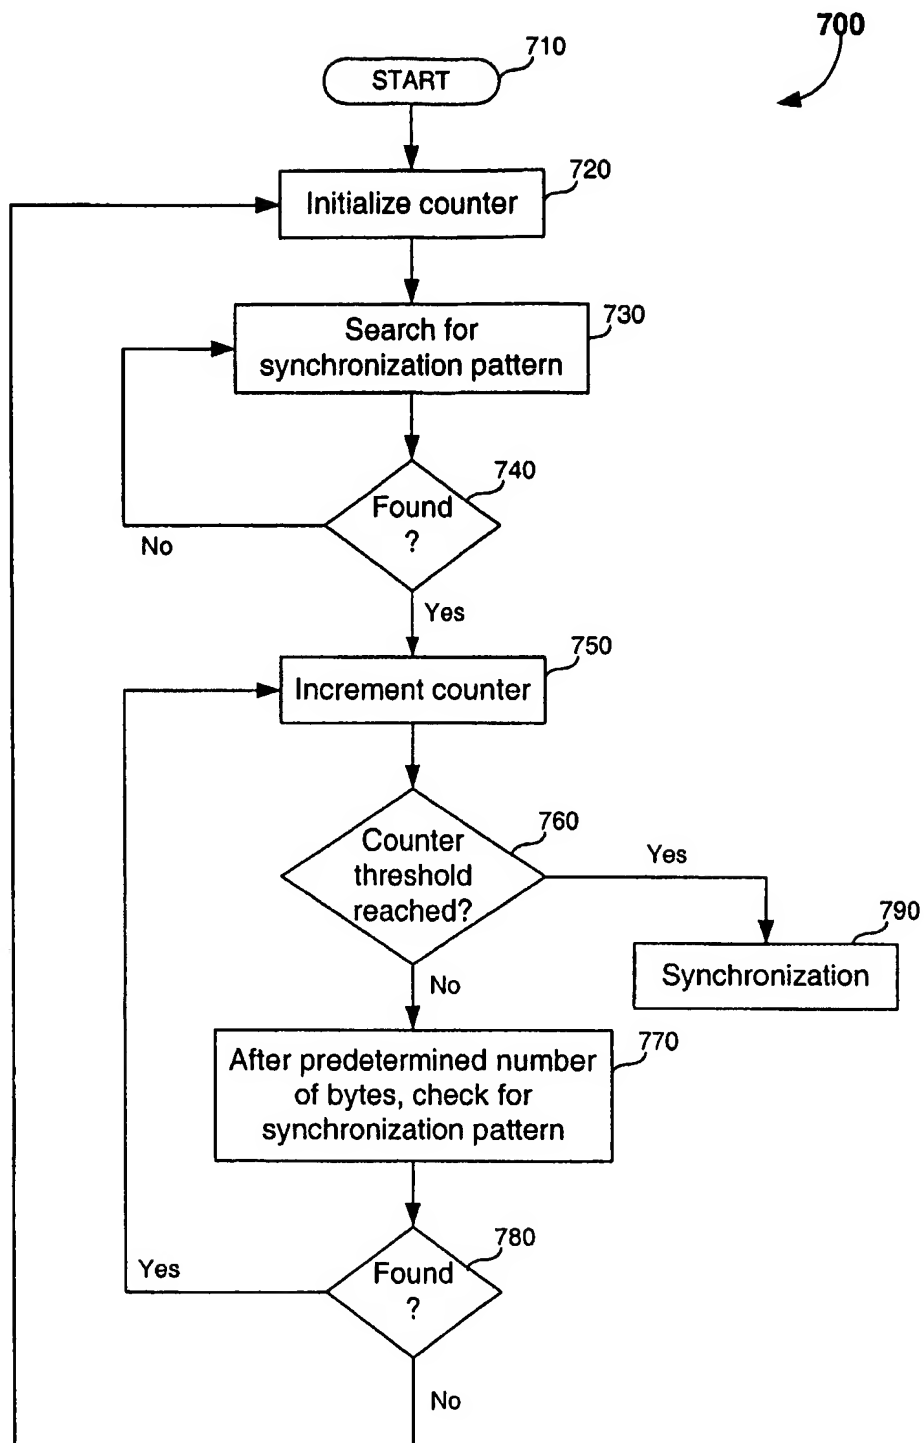 700
710
START
720
Initialize counter
730
Search for
synchronization pattern
740
Found
?
No
Yes
750
Increment counter
760
Counter
threshold
reached?
Yes
790
Synchronization
No
770
After predetermined number
of bytes, check for
synchronization pattern
780
Yes
Found
?
No